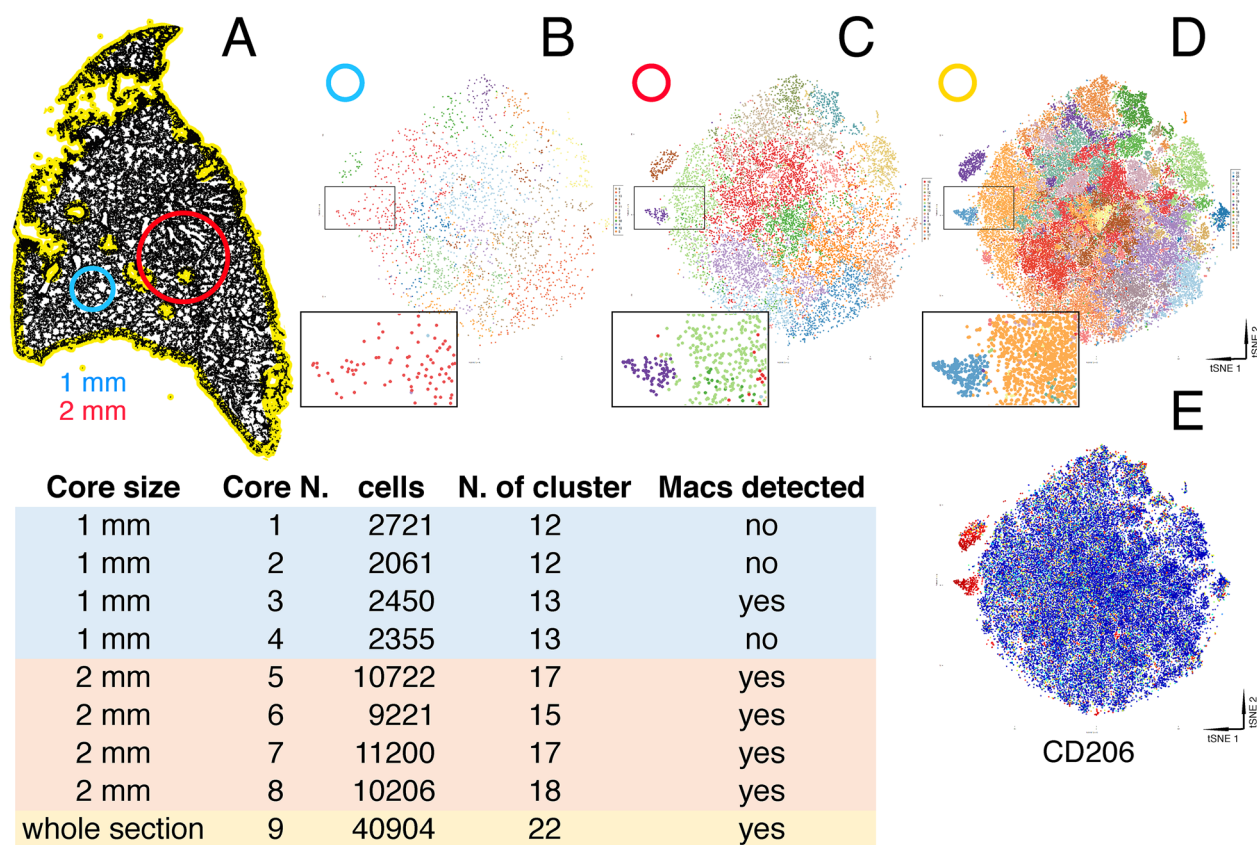 A
B
C
D
1 mm
2 mm
tSNE 1
tSNE 2
E
Core size Core N. cells N. of cluster Macs detected
1 mm 1 2721 12 no
1 mm 2 2061 12 no
1 mm 3 2450 13 yes
1 mm 4 2355 13 no
2 mm 5 10722 17 yes
2 mm 6 9221 15 yes
2 mm 7 11200 17 yes
2 mm 8 10206 18 yes
whole section 9 40904 22 yes
tSNE 1
tSNE 2
CD206